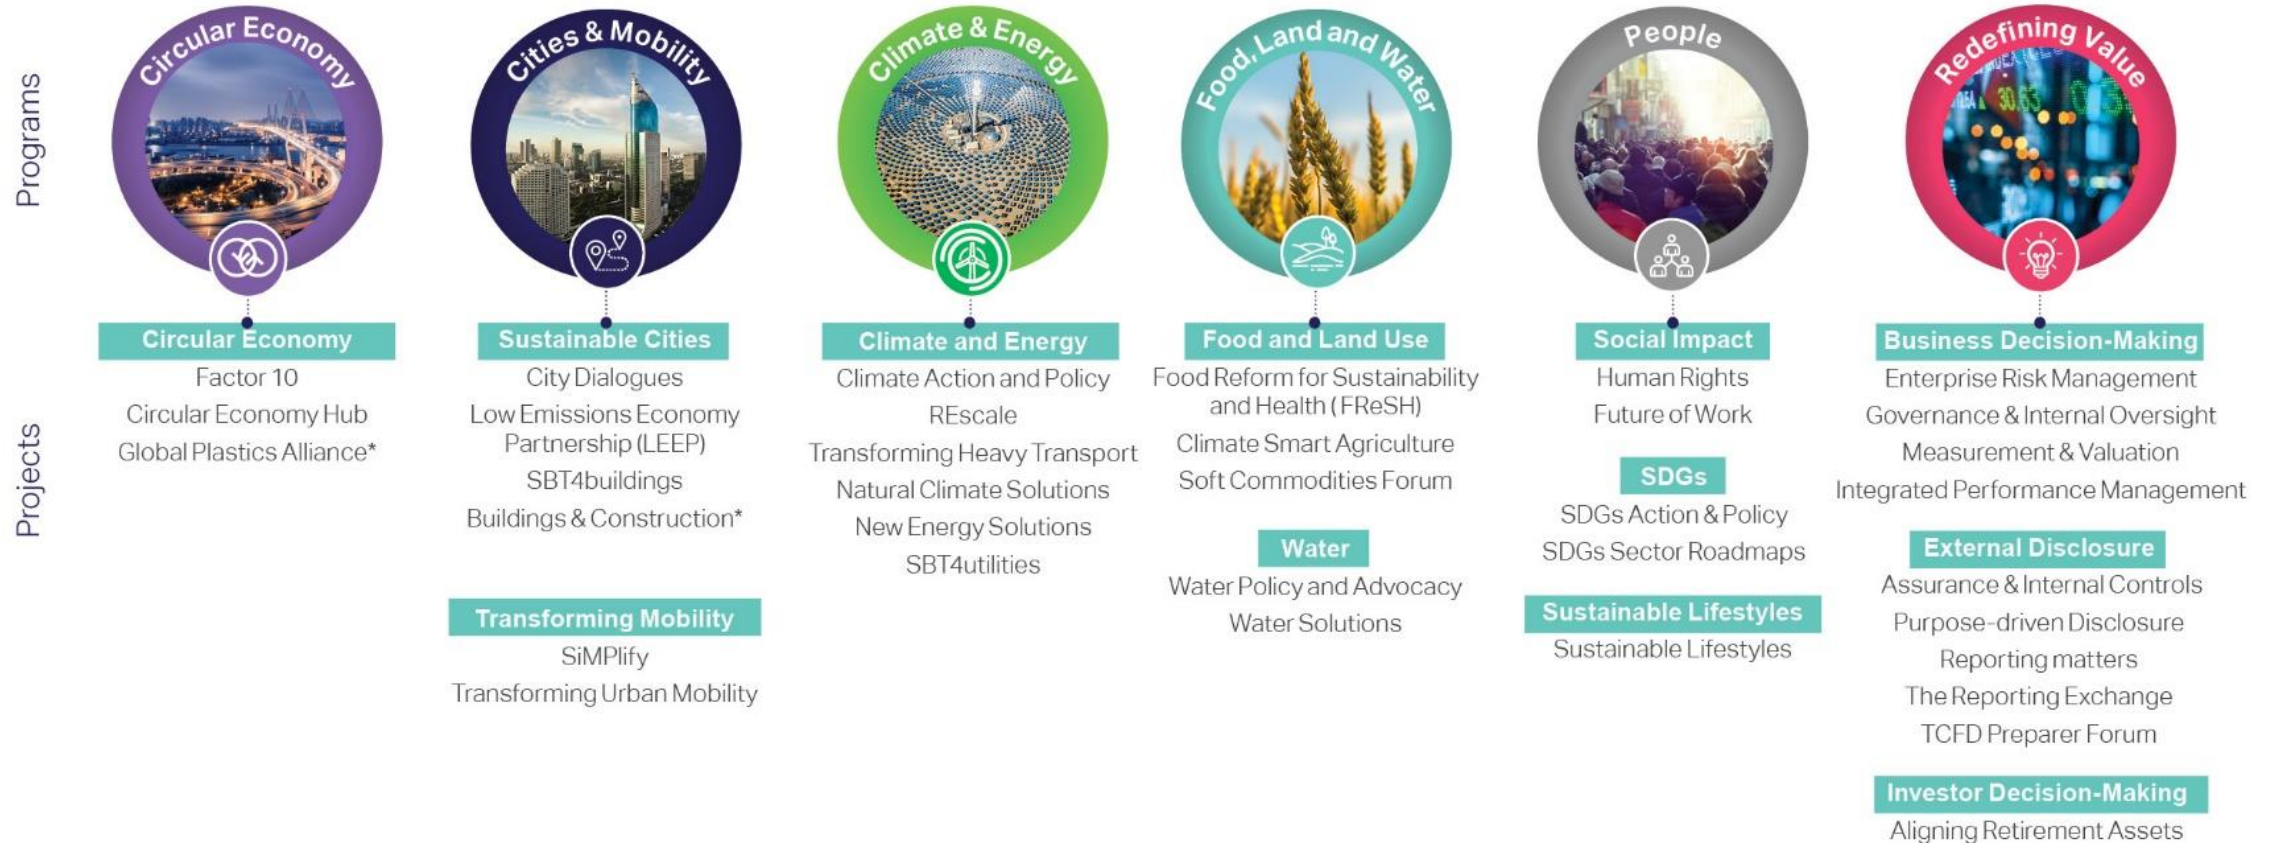 Programs
Circular Economy
Cities & Mobility
Climate & Energy
Food, Land and Water
People
Redefining Value
30.63
Projects
Circular Economy
Factor 10
Circular Economy Hub
Global Plastics Alliance*
Sustainable Cities
City Dialogues
Low Emissions Economy
Partnership (LEEP)
SBT4buildings
Buildings & Construction*
Transforming Mobility
SiMPlify
Transforming Urban Mobility
Climate and Energy
Climate Action and Policy
REscale
Transforming Heavy Transport
Natural Climate Solutions
New Energy Solutions
SBT4utilities
Food and Land Use
Food Reform for Sustainability
and Health (FReSH)
Climate Smart Agriculture
Soft Commodities Forum
Water
Water Policy and Advocacy
Water Solutions
Social Impact
Human Rights
Future of Work
SDGs
SDGs Action & Policy
SDGs Sector Roadmaps
Sustainable Lifestyles
Sustainable Lifestyles
Business Decision-Making
Enterprise Risk Management
Governance & Internal Oversight
Measurement & Valuation
Integrated Performance Management
External Disclosure
Assurance & Internal Controls
Purpose-driven Disclosure
Reporting matters
The Reporting Exchange
TCFD Preparer Forum
Investor Decision-Making
Aligning Retirement Assets